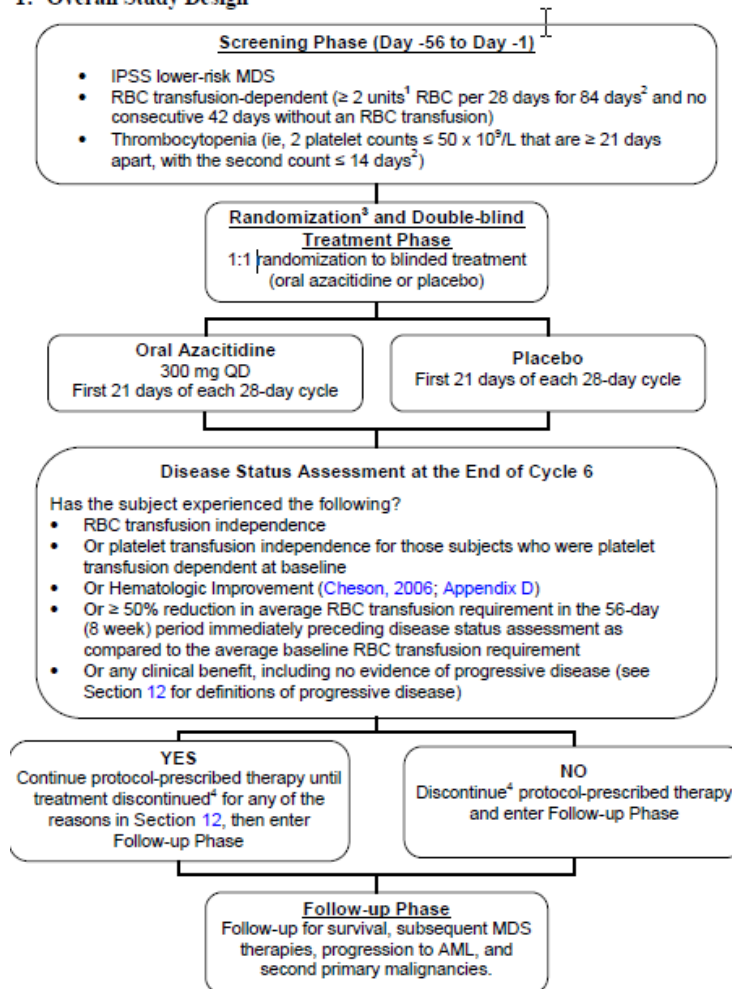 1. Overall Study Design
Screening Phase (Day -56 to Day -1)
• IPSS lower-risk MDS
• RBC transfusion-dependent (≥ 2 units¹ RBC per 28 days for 84 days² and no
consecutive 42 days without an RBC transfusion)
• Thrombocytopenia (ie, 2 platelet counts ≤ 50 x 10⁹/L that are ≥ 21 days
apart, with the second count ≤ 14 days²)
Randomization³ and Double-blind
Treatment Phase
1:1 randomization to blinded treatment
(oral azacitidine or placebo)
Oral Azacitidine
300 mg QD
First 21 days of each 28-day cycle
Placebo
First 21 days of each 28-day cycle
Disease Status Assessment at the End of Cycle 6
Has the subject experienced the following?
• RBC transfusion independence
• Or platelet transfusion independence for those subjects who were platelet
transfusion dependent at baseline
• Or Hematologic Improvement (Cheson, 2006; Appendix D)
• Or ≥ 50% reduction in average RBC transfusion requirement in the 56-day
(8 week) period immediately preceding disease status assessment as
compared to the average baseline RBC transfusion requirement
• Or any clinical benefit, including no evidence of progressive disease (see
Section 12 for definitions of progressive disease)
YES
Continue protocol-prescribed therapy until
treatment discontinued⁴ for any of the
reasons in Section 12, then enter
Follow-up Phase
NO
Discontinue⁴ protocol-prescribed therapy
and enter Follow-up Phase
Follow-up Phase
Follow-up for survival, subsequent MDS
therapies, progression to AML, and
second primary malignancies.